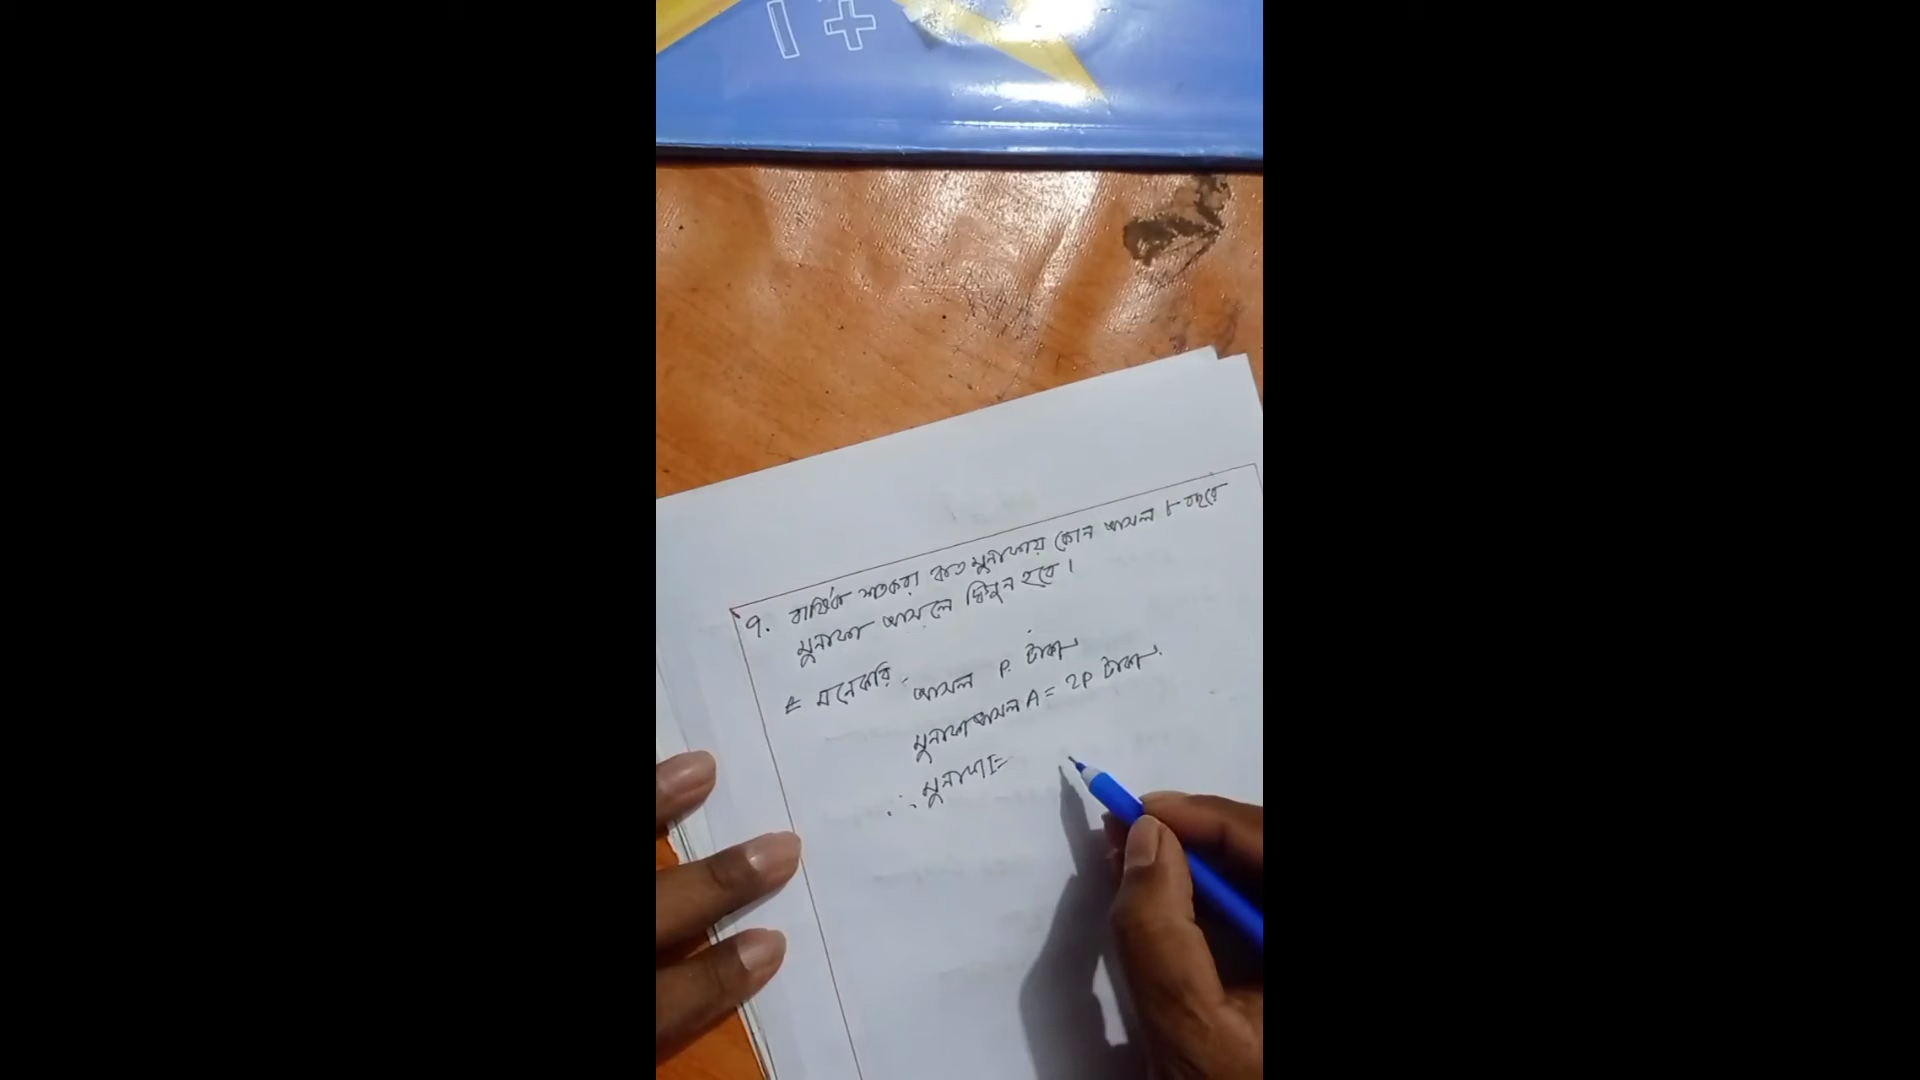 ৭. বার্ষিক শতকরা কত মুনাফায় কোন আসল ৮ বছরে
মুনাফা আসলে দ্বিগুন হবে।
মনেকরি, আসল P. টাকা
মুনাফাআসল A = 2P টাকা.
∴ মুনাফা I =